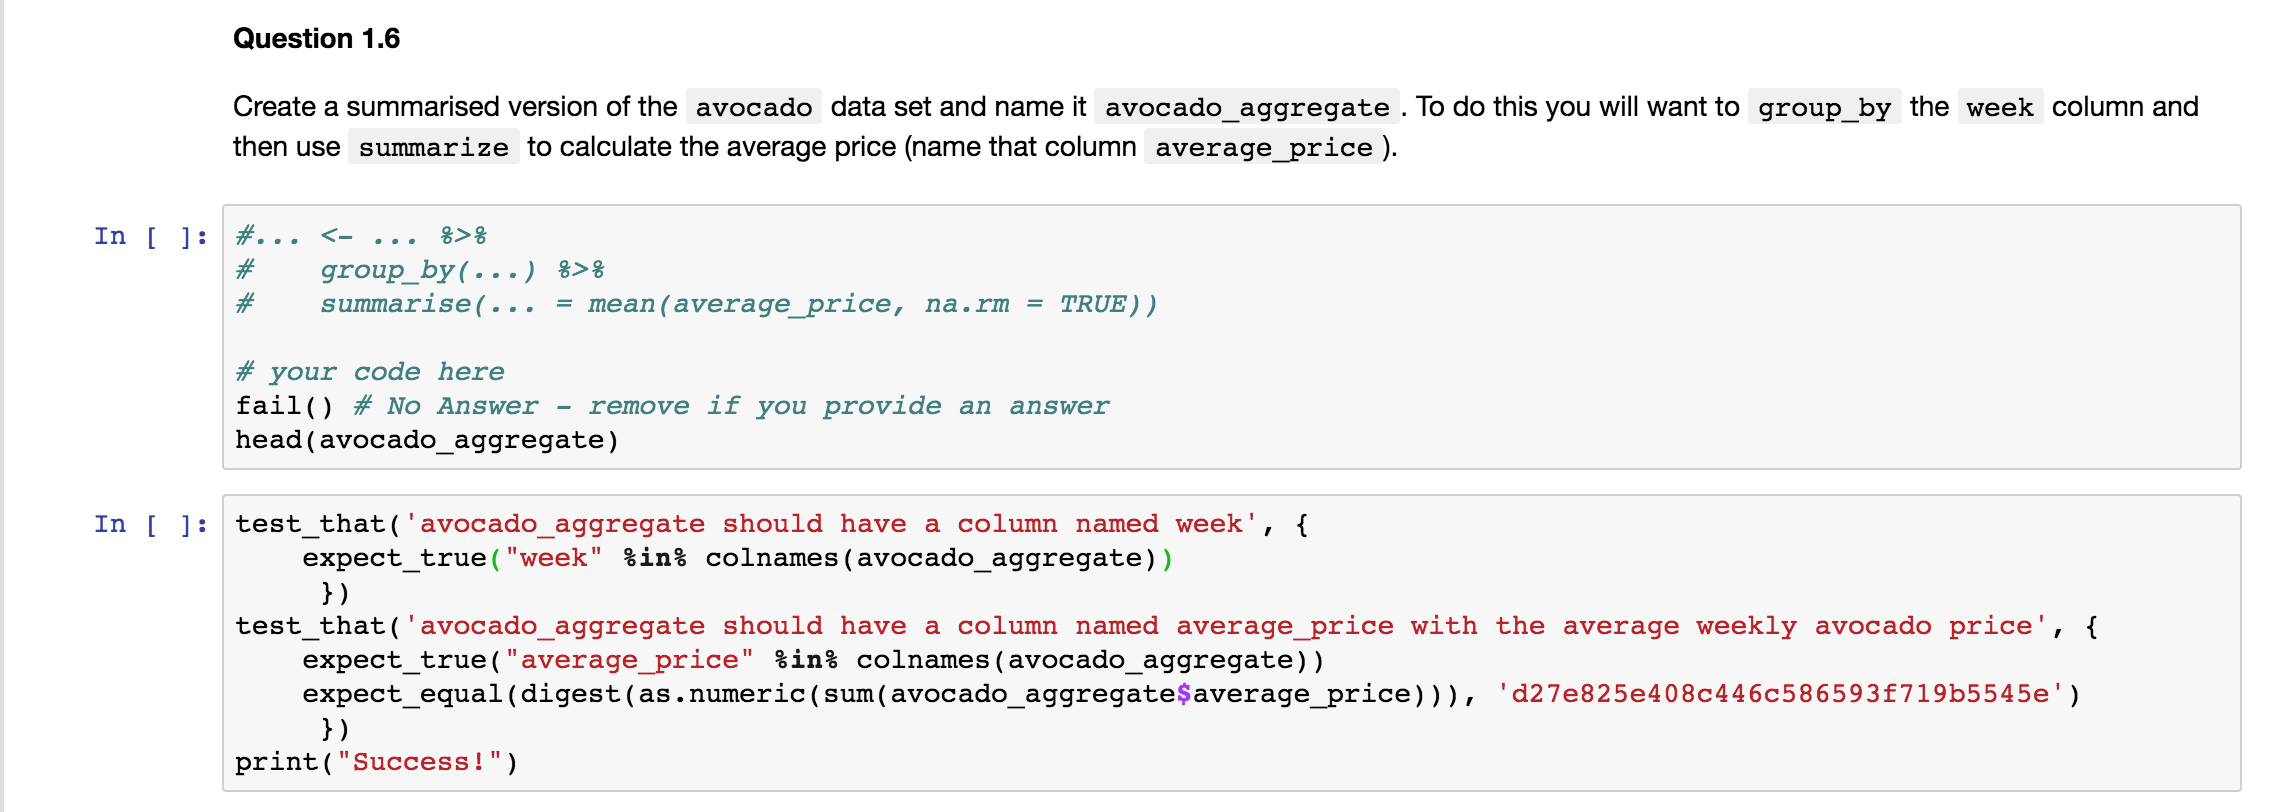 Question 1.6
Create a summarised version of the avocado data set and name it avocado_aggregate . To do this you will want to group_by the week column and
then use summarize to calculate the average price (name that column average_price ).
In [ ]: #... <- ... %>%
#    group_by(...) %>%
#    summarise(... = mean(average_price, na.rm = TRUE))
# your code here
fail() # No Answer - remove if you provide an answer
head(avocado_aggregate)
In [ ]: test_that('avocado_aggregate should have a column named week', {
    expect_true("week" %in% colnames(avocado_aggregate))
     })
test_that('avocado_aggregate should have a column named average_price with the average weekly avocado price', {
    expect_true("average_price" %in% colnames(avocado_aggregate))
    expect_equal(digest(as.numeric(sum(avocado_aggregate$average_price))), 'd27e825e408c446c586593f719b5545e')
     })
print("Success!")